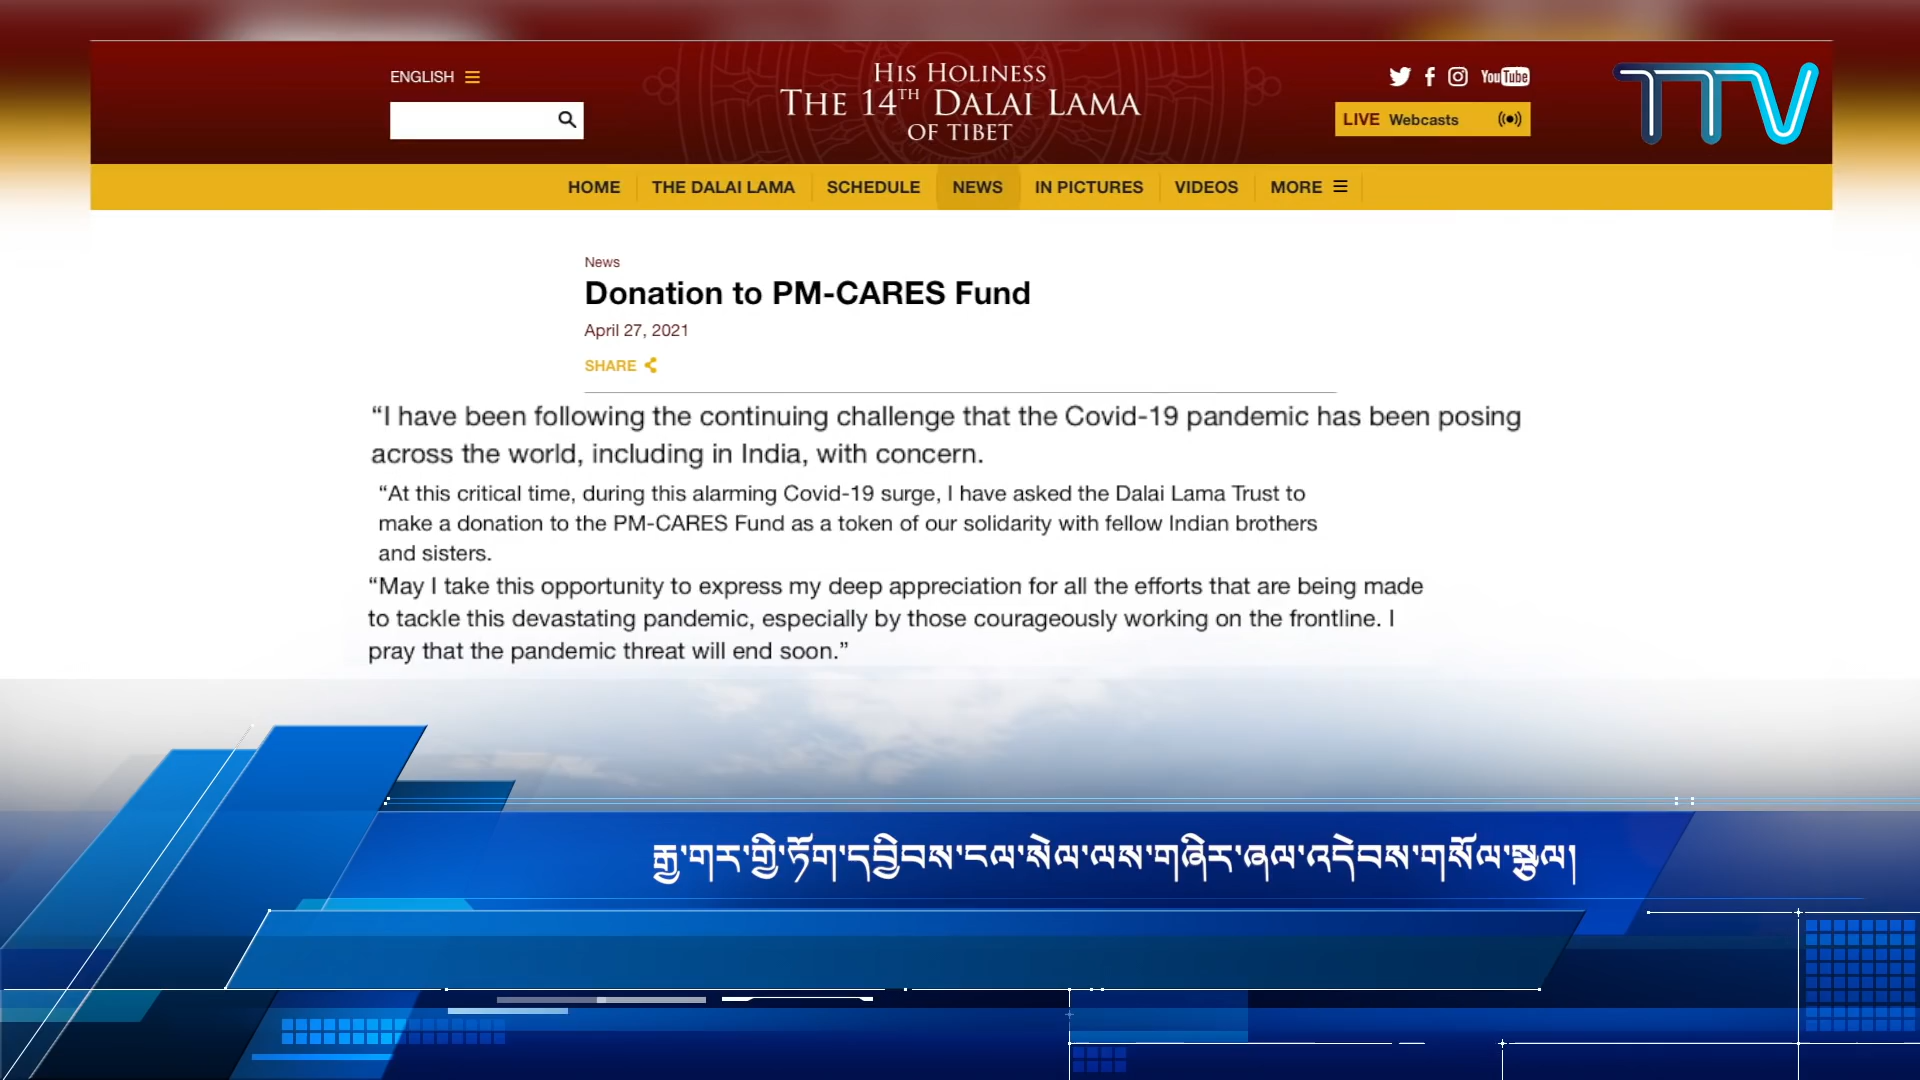 ENGLISH
HIS HOLINESS
THE 14TH DALAI LAMA
OF TIBET
YouTube
LIVE Webcasts
TTV
HOME THE DALAI LAMA SCHEDULE NEWS IN PICTURES VIDEOS MORE
News
Donation to PM-CARES Fund
April 27, 2021
SHARE
“I have been following the continuing challenge that the Covid-19 pandemic has been posing
across the world, including in India, with concern.
“At this critical time, during this alarming Covid-19 surge, I have asked the Dalai Lama Trust to
make a donation to the PM-CARES Fund as a token of our solidarity with fellow Indian brothers
and sisters.
“May I take this opportunity to express my deep appreciation for all the efforts that are being made
to tackle this devastating pandemic, especially by those courageously working on the frontline. I
pray that the pandemic threat will end soon.”
རྒྱ་གར་གྱི་ཏོག་དབྱིབས་ངལ་སེལ་ལས་གཞིར་ཞལ་འདེབས་གསོལ་སྩལ།